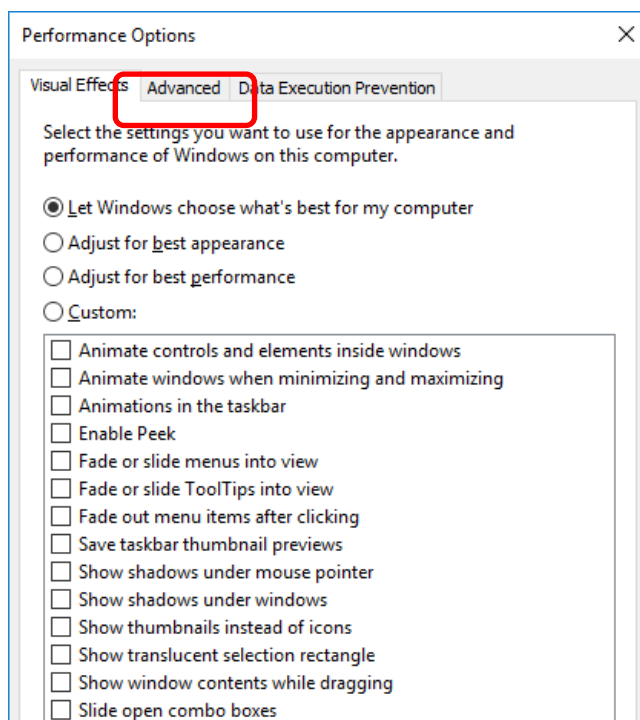 Performance Options
Visual Effects Advanced Data Execution Prevention
Select the settings you want to use for the appearance and
performance of Windows on this computer.
Let Windows choose what's best for my computer
Adjust for best appearance
Adjust for best performance
Custom:
Animate controls and elements inside windows
Animate windows when minimizing and maximizing
Animations in the taskbar
Enable Peek
Fade or slide menus into view
Fade or slide ToolTips into view
Fade out menu items after clicking
Save taskbar thumbnail previews
Show shadows under mouse pointer
Show shadows under windows
Show thumbnails instead of icons
Show translucent selection rectangle
Show window contents while dragging
Slide open combo boxes